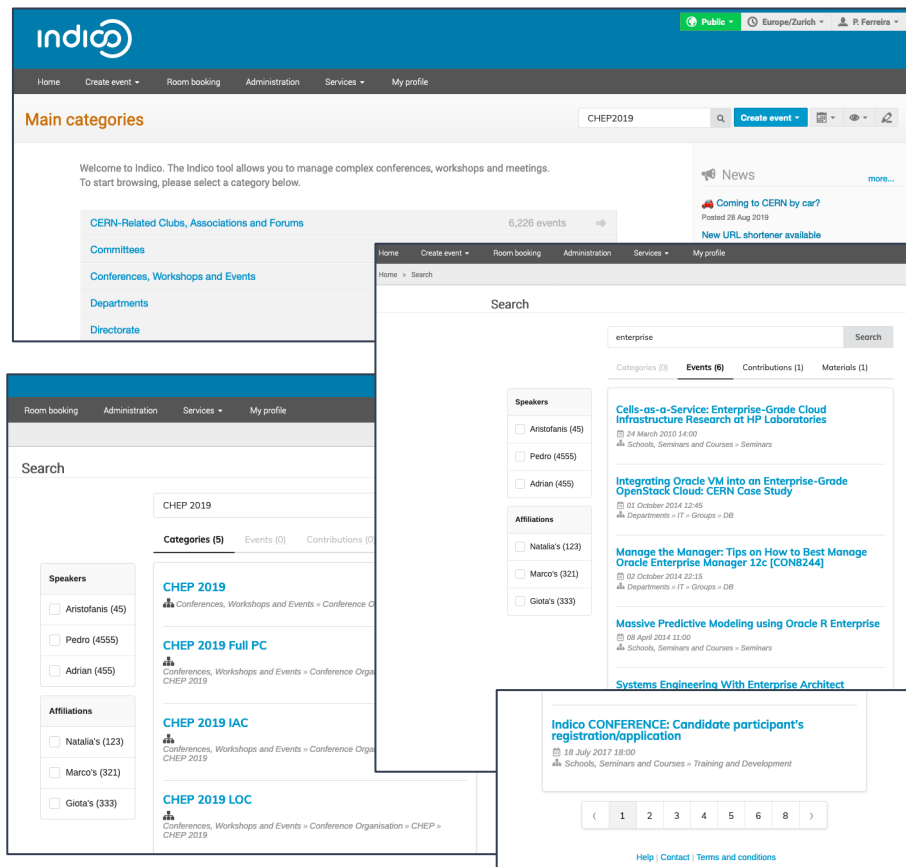 indico
Public
Europe/Zurich
P. Ferreira
Home Create event Room booking Administration Services My profile
Main categories
CHEP2019
Create event
Welcome to Indico. The Indico tool allows you to manage complex conferences, workshops and meetings.
To start browsing, please select a category below.
CERN-Related Clubs, Associations and Forums 6,226 events
Committees
Conferences, Workshops and Events
Departments
Directorate
News
more...
Coming to CERN by car?
Posted 28 Aug 2019
New URL shortener available
Home Create event Room booking Administration Services My profile
Home » Search
Search
enterprise
Search
Categories (0) Events (6) Contributions (1) Materials (1)
Speakers
Aristofanis (45)
Pedro (4555)
Adrian (455)
Affiliations
Natalia's (123)
Marco's (321)
Giota's (333)
Cells-as-a-Service: Enterprise-Grade Cloud
Infrastructure Research at HP Laboratories
24 March 2010 14:00
Schools, Seminars and Courses » Seminars
Integrating Oracle VM into an Enterprise-Grade
OpenStack Cloud: CERN Case Study
01 October 2014 12:45
Departments » IT » Groups » DB
Manage the Manager: Tips on How to Best Manage
Oracle Enterprise Manager 12c [CON8244]
02 October 2014 22:15
Departments » IT » Groups » DB
Massive Predictive Modeling using Oracle R Enterprise
08 April 2014 11:00
Schools, Seminars and Courses » Seminars
Systems Engineering With Enterprise Architect
Room booking Administration Services My profile
Search
CHEP 2019
Categories (5) Events (0) Contributions (0
Speakers
Aristofanis (45)
Pedro (4555)
Adrian (455)
Affiliations
Natalia's (123)
Marco's (321)
Giota's (333)
CHEP 2019
Conferences, Workshops and Events » Conference O
CHEP 2019 Full PC
Conferences, Workshops and Events » Conference Organ
CHEP 2019
CHEP 2019 IAC
Conferences, Workshops and Events » Conference Orga
CHEP 2019
CHEP 2019 LOC
Conferences, Workshops and Events » Conference Organisation » CHEP »
CHEP 2019
Indico CONFERENCE: Candidate participant's
registration/application
18 July 2017 18:00
Schools, Seminars and Courses » Training and Development
1 2 3 4 5 6 8
Help | Contact | Terms and conditions